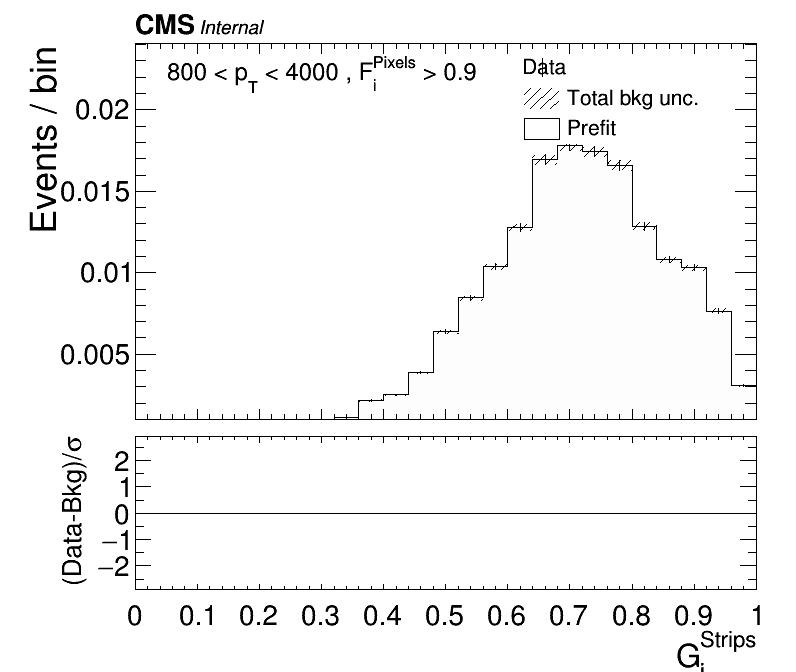 CMS Internal
800 < p_T < 4000 , F_i^Pixels > 0.9
Data
Total bkg unc.
Prefit
Events / bin
0.02
0.015
0.01
0.005
(Data-Bkg)/σ
2
1
0
−1
−2
0 0.1 0.2 0.3 0.4 0.5 0.6 0.7 0.8 0.9 1
G_i^Strips